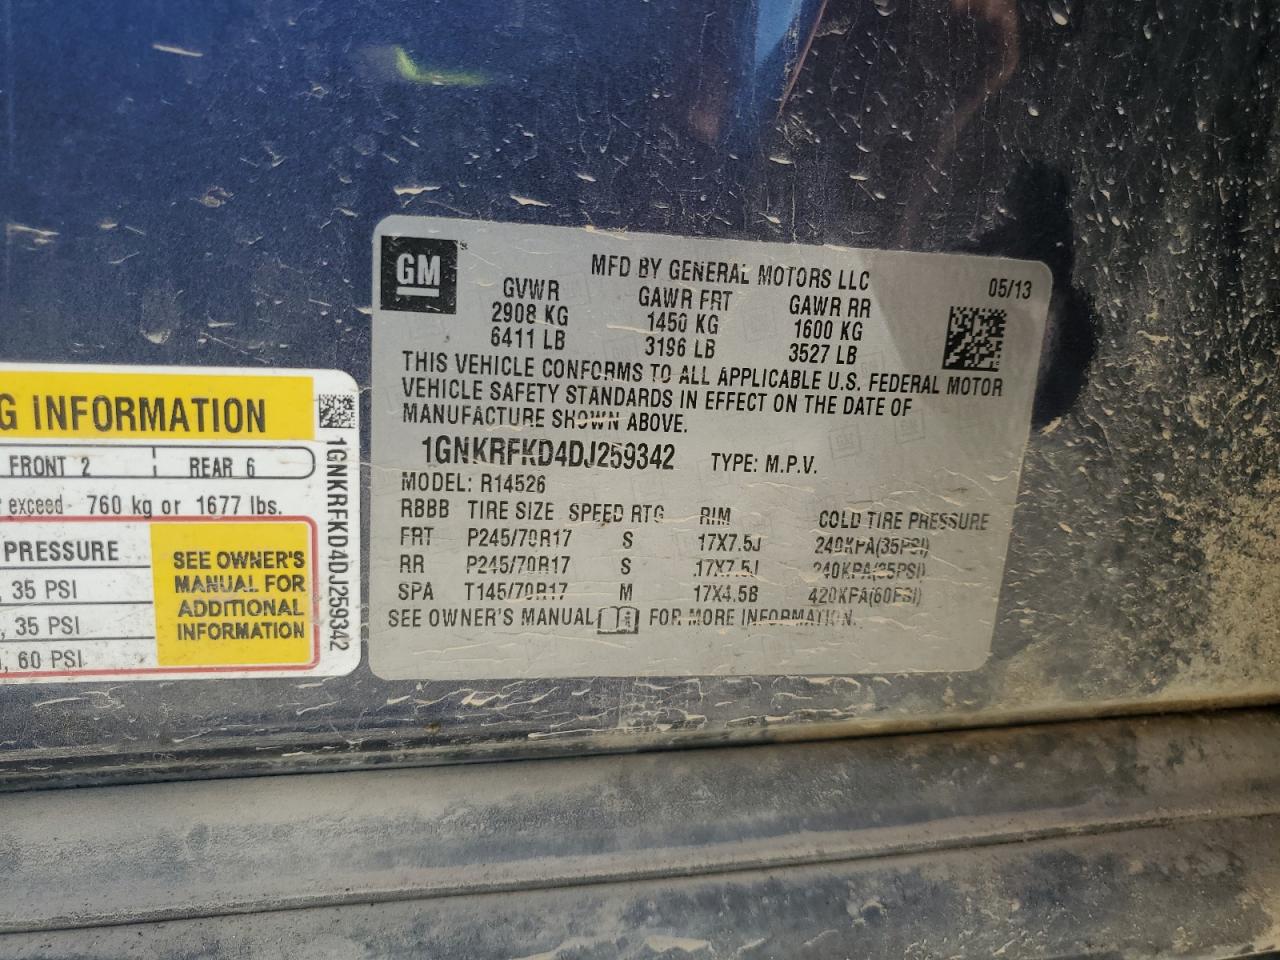 GM
MFD BY GENERAL MOTORS LLC 05/13
GVWR GAWR FRT GAWR RR
2908 KG 1450 KG 1600 KG
6411 LB 3196 LB 3527 LB
THIS VEHICLE CONFORMS TO ALL APPLICABLE U.S. FEDERAL MOTOR
VEHICLE SAFETY STANDARDS IN EFFECT ON THE DATE OF
MANUFACTURE SHOWN ABOVE.
1GNKRFKD4DJ259342 TYPE: M.P.V.
MODEL: R14526
RBBB TIRE SIZE SPEED RTG RIM COLD TIRE PRESSURE
FRT P245/70R17 S 17X7.5J 240KPA(35PSI)
RR P245/70R17 S 17X7.5J 240KPA(35PSI)
SPA T145/70R17 M 17X4.5B 420KPA(60PSI)
SEE OWNER'S MANUAL FOR MORE INFORMATION.
G INFORMATION
FRONT 2 REAR 6
exceed 760 kg or 1677 lbs.
PRESSURE
, 35 PSI
, 35 PSI
, 60 PSI
SEE OWNER'S
MANUAL FOR
ADDITIONAL
INFORMATION
1GNKRFKD4DJ259342